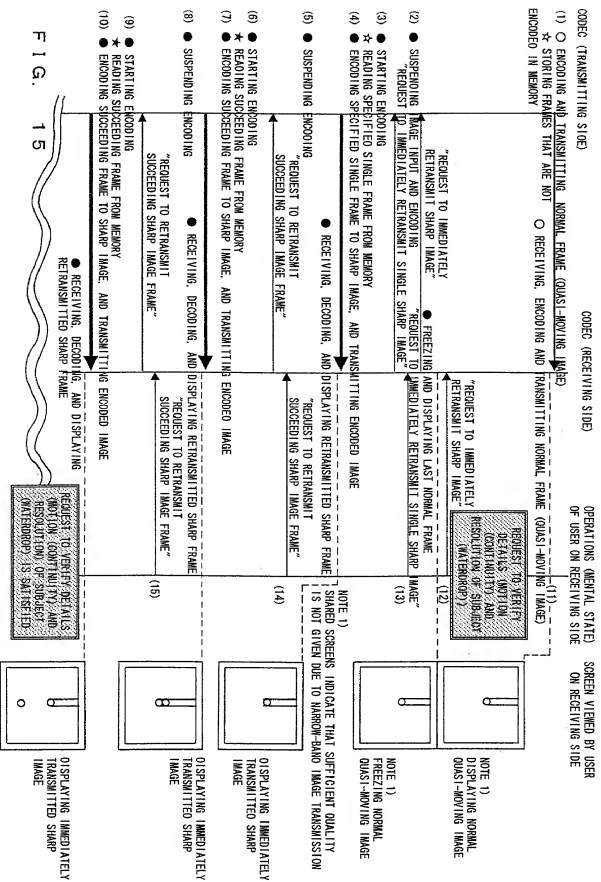 CODEC (TRANSMITTING SIDE)
CODEC (RECEIVING SIDE)
OPERATIONS (MENTAL STATE)
OF USER ON RECEIVING SIDE
SCREEN VIEWED BY USER
ON RECEIVING SIDE
(1) ○ ENCODING AND TRANSMITTING NORMAL FRAME (QUASI-MOVING IMAGE)
☆ STORING FRAMES THAT ARE NOT
ENCODED IN MEMORY
○ RECEIVING, ENCODING AND TRANSMITTING NORMAL FRAME (QUASI-MOVING IMAGE)
(11)
REQUEST TO VERIFY
DETAILS (MOTION
(CONTINUITY) AND
RESOLUTION OF SUBJECT
(WATERDROP))
NOTE 1)
DISPLAYING NORMAL
QUASI-MOVING IMAGE
(12)
"REQUEST TO IMMEDIATELY
RETRANSMIT SHARP IMAGE"
"REQUEST TO IMMEDIATELY
RETRANSMIT SHARP IMAGE"
● FREEZING AND DISPLAYING LAST NORMAL FRAME
(2) ● SUSPENDING IMAGE INPUT AND ENCODING
"REQUEST TO IMMEDIATELY RETRANSMIT SINGLE SHARP IMAGE"
"REQUEST TO IMMEDIATELY RETRANSMIT SINGLE SHARP IMAGE"
(13)
NOTE 1)
FREEZING NORMAL
QUASI-MOVING IMAGE
(3) ● STARTING ENCODING
★ READING SPECIFIED SINGLE FRAME FROM MEMORY
(4) ● ENCODING SPECIFIED SINGLE FRAME TO SHARP IMAGE, AND TRANSMITTING ENCODED IMAGE
● RECEIVING, DECODING, AND DISPLAYING RETRANSMITTED SHARP FRAME
NOTE 1)
SHARED SCREENS INDICATE THAT SUFFICIENT QUALITY
IS NOT GIVEN DUE TO NARROW-BAND IMAGE TRANSMISSION
(5) ● SUSPENDING ENCODING
"REQUEST TO RETRANSMIT
SUCCEEDING SHARP IMAGE FRAME"
"REQUEST TO RETRANSMIT
SUCCEEDING SHARP IMAGE FRAME"
(14)
DISPLAYING IMMEDIATELY
TRANSMITTED SHARP
IMAGE
(6) ● STARTING ENCODING
★ READING SUCCEEDING FRAME FROM MEMORY
(7) ● ENCODING SUCCEEDING FRAME TO SHARP IMAGE, AND TRANSMITTING ENCODED IMAGE
● RECEIVING, DECODING, AND DISPLAYING RETRANSMITTED SHARP FRAME
(8) ● SUSPENDING ENCODING
"REQUEST TO RETRANSMIT
SUCCEEDING SHARP IMAGE FRAME"
"REQUEST TO RETRANSMIT
SUCCEEDING SHARP IMAGE FRAME"
(15)
DISPLAYING IMMEDIATELY
TRANSMITTED SHARP
IMAGE
(9) ● STARTING ENCODING
★ READING SUCCEEDING FRAME FROM MEMORY
(10) ● ENCODING SUCCEEDING FRAME TO SHARP IMAGE, AND TRANSMITTING ENCODED IMAGE
● RECEIVING, DECODING, AND DISPLAYING
RETRANSMITTED SHARP FRAME
REQUEST TO VERIFY DETAILS
(MOTION (CONTINUITY) AND
RESOLUTION OF SUBJECT
(WATERDROP)) IS SATISFIED
DISPLAYING IMMEDIATELY
TRANSMITTED SHARP
IMAGE
FIG. 15